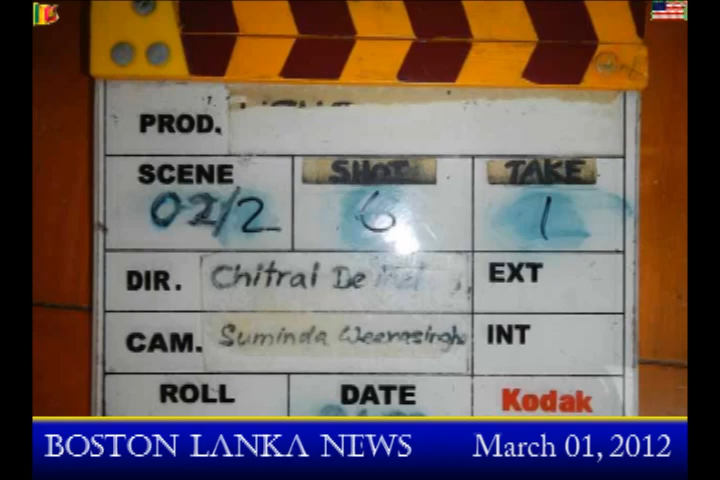 PROD.
SCENE SHOT TAKE
02/2 6 1
DIR. Chitral De EXT
CAM. Suminda Weerasingha INT
ROLL DATE Kodak
BOSTON LANKA NEWS March 01, 2012